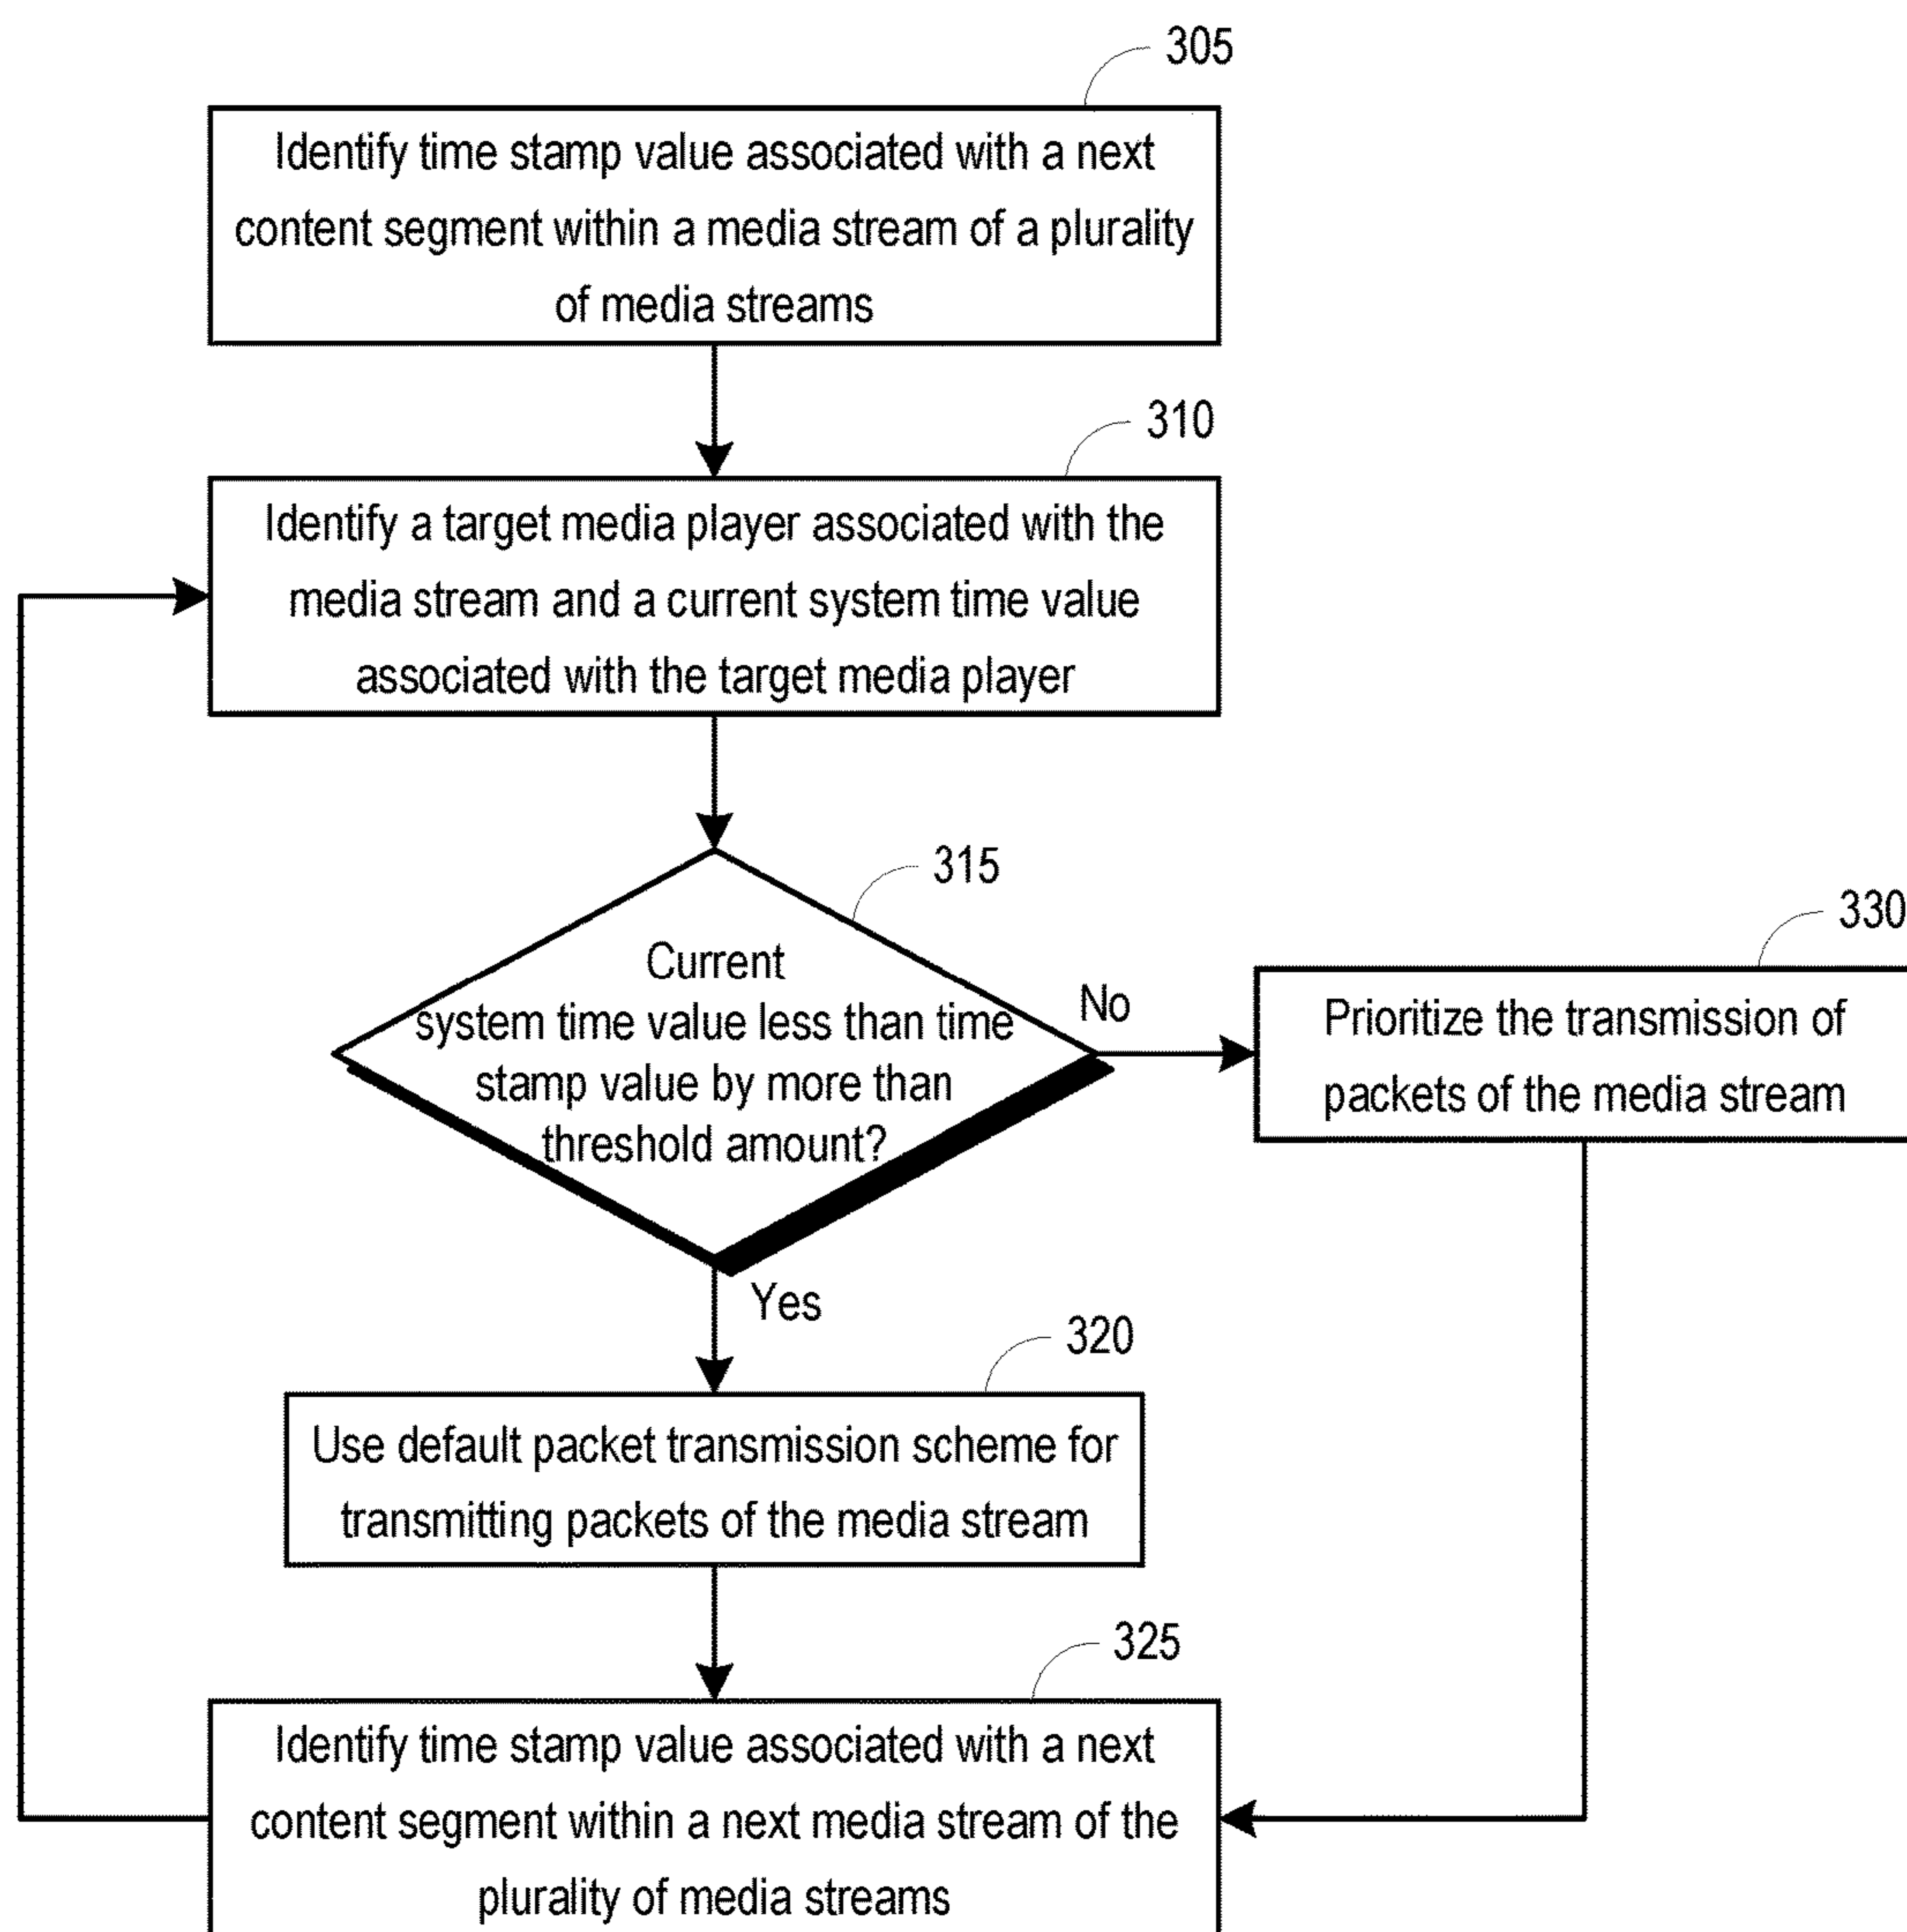 305
Identify time stamp value associated with a next
content segment within a media stream of a plurality
of media streams
310
Identify a target media player associated with the
media stream and a current system time value
associated with the target media player
315
Current
system time value less than time
stamp value by more than
threshold amount?
No
330
Prioritize the transmission of
packets of the media stream
Yes
320
Use default packet transmission scheme for
transmitting packets of the media stream
325
Identify time stamp value associated with a next
content segment within a next media stream of the
plurality of media streams